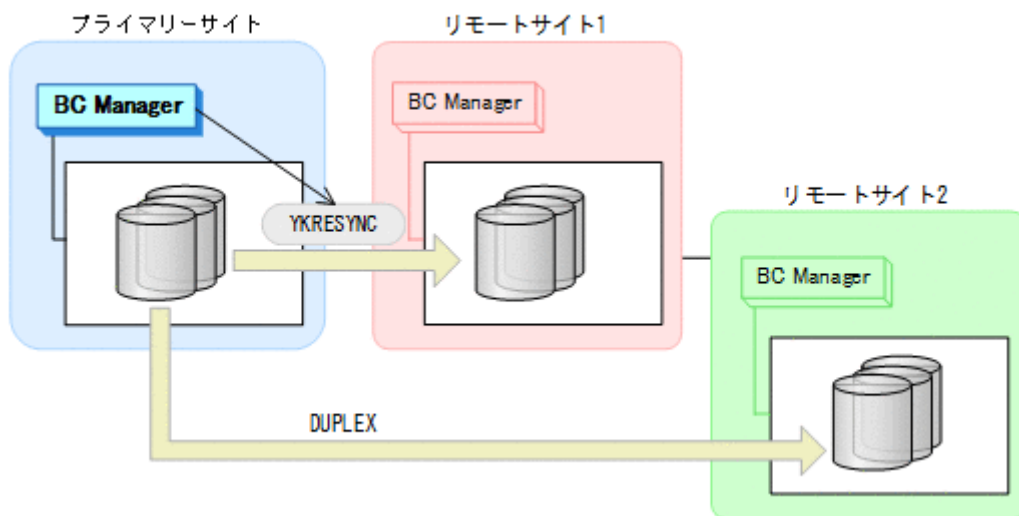 プライマリーサイト
リモートサイト1
BC Manager
BC Manager
YKRESYNC
リモートサイト2
BC Manager
DUPLEX